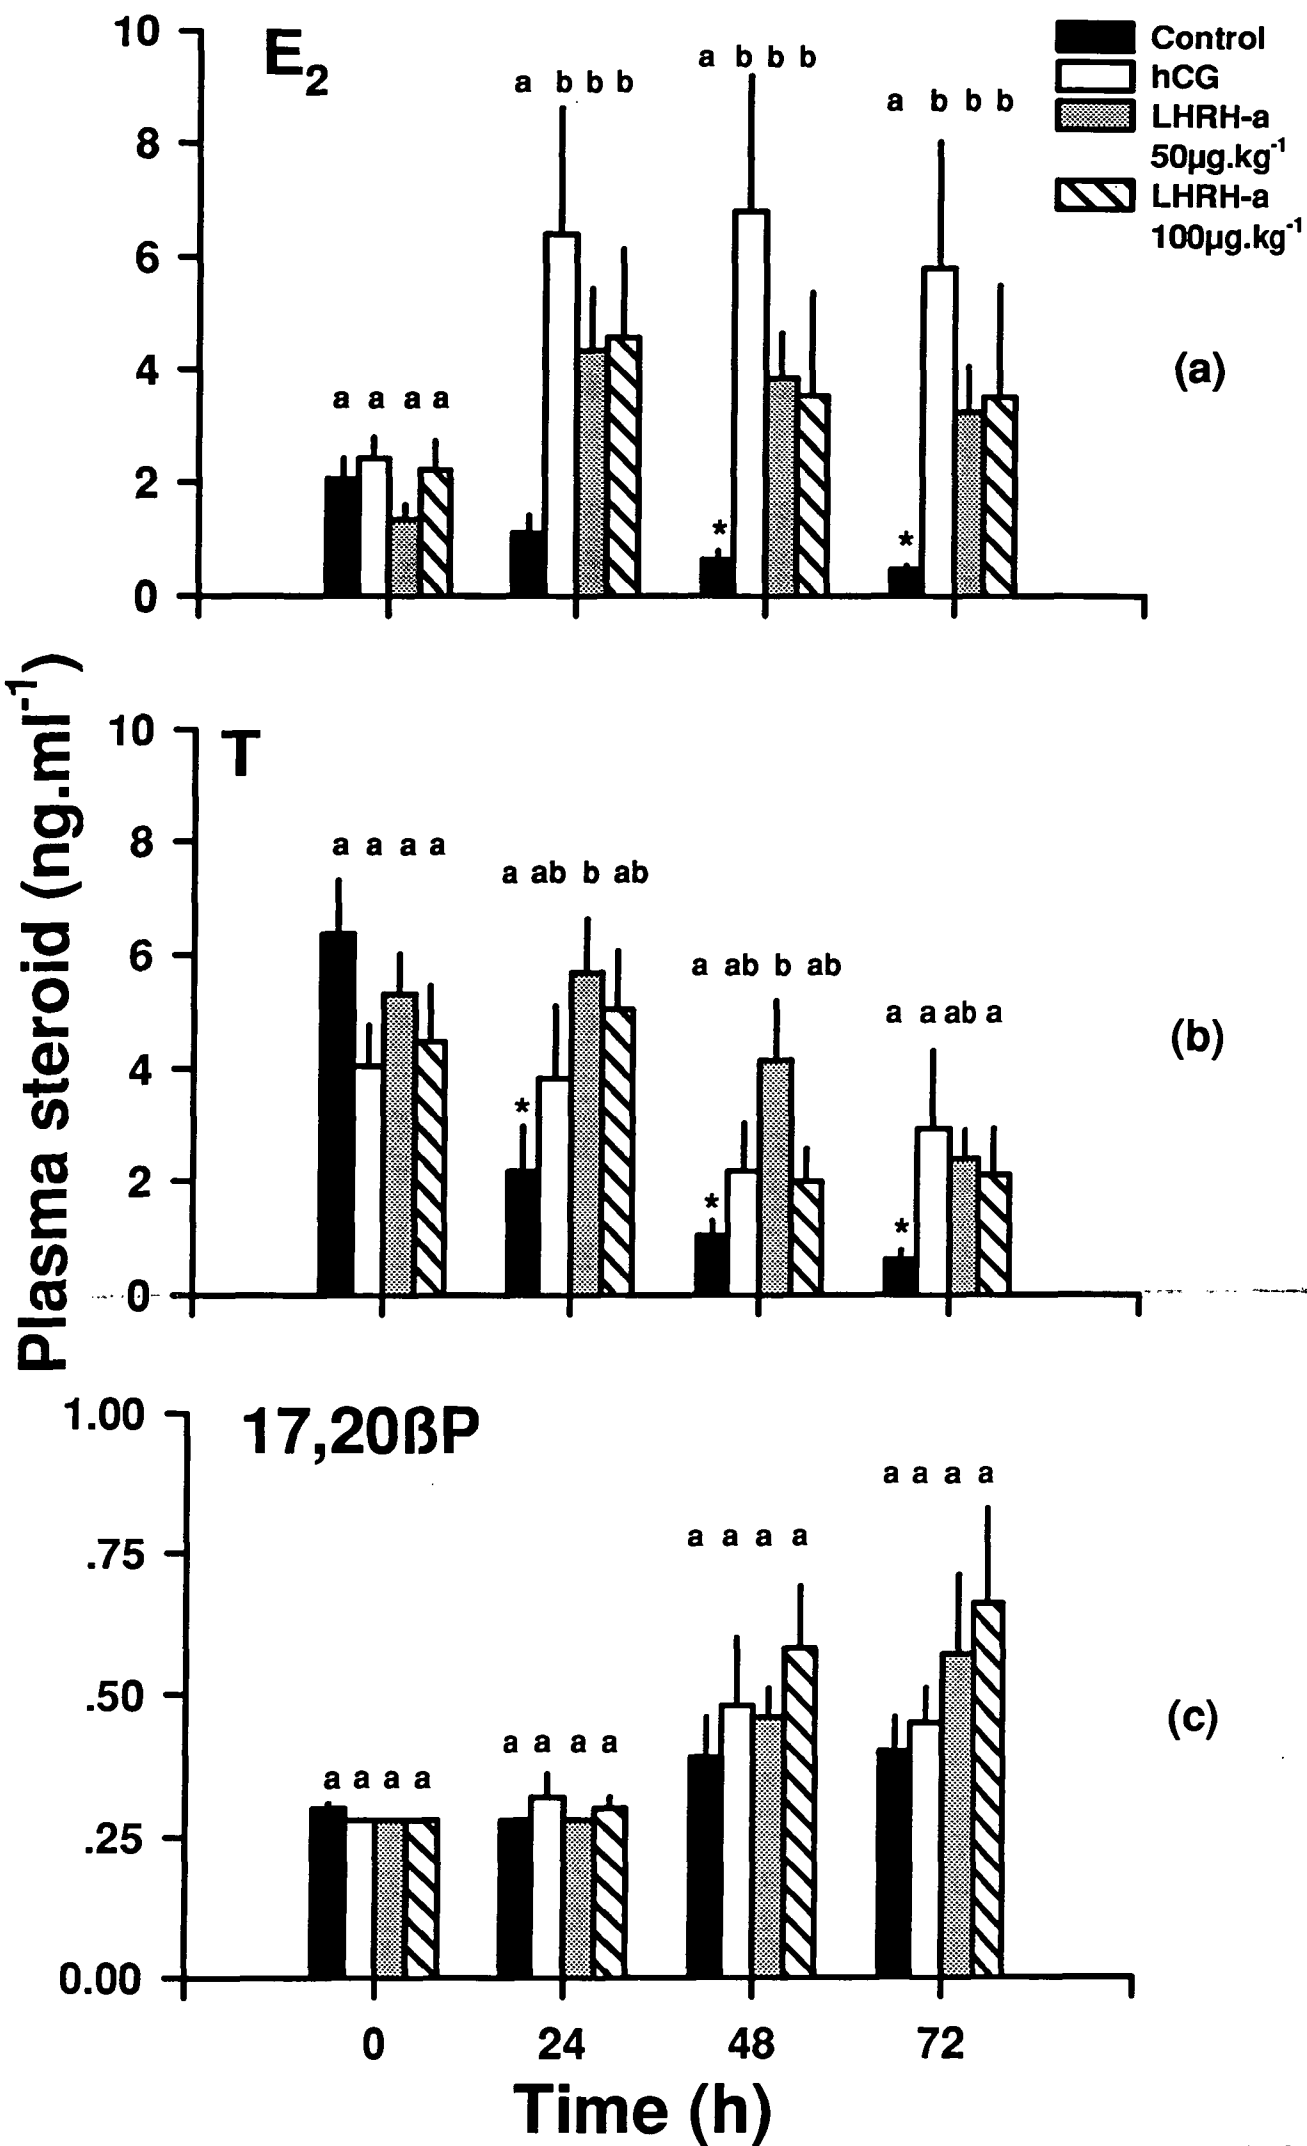 Plasma steroid (ng.ml⁻¹)
E₂
Control
hCG
LHRH-a
50µg.kg⁻¹
LHRH-a
100µg.kg⁻¹
10
8
6
4
2
0
a a a a
a b b b
a b b b
a b b b
*
*
(a)
T
10
8
6
4
2
0
a a a a
a ab b ab
a ab b ab
a a ab a
*
*
*
(b)
17,20ßP
1.00
.75
.50
.25
0.00
a a a a
a a a a
a a a a
a a a a
(c)
0 24 48 72
Time (h)